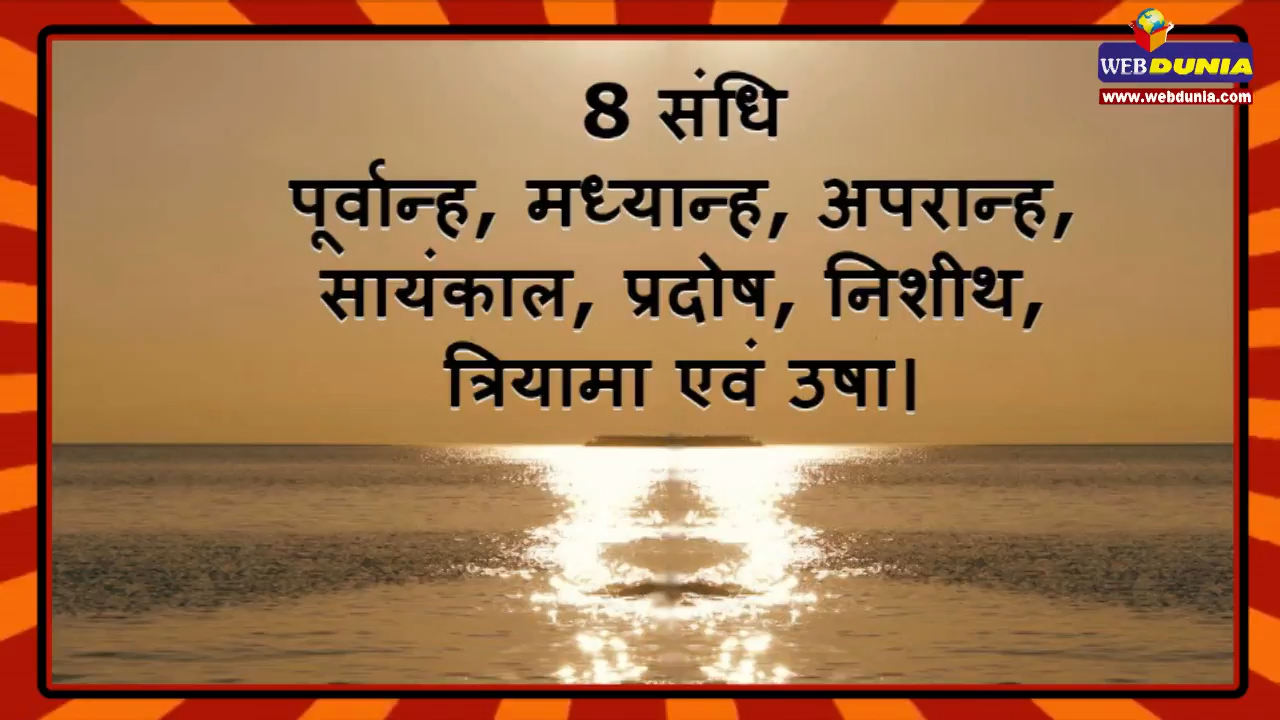 WEBDUNIA
www.webdunia.com
8 संधि
पूर्वान्ह, मध्यान्ह, अपरान्ह,
सायंकाल, प्रदोष, निशीथ,
त्रियामा एवं उषा।